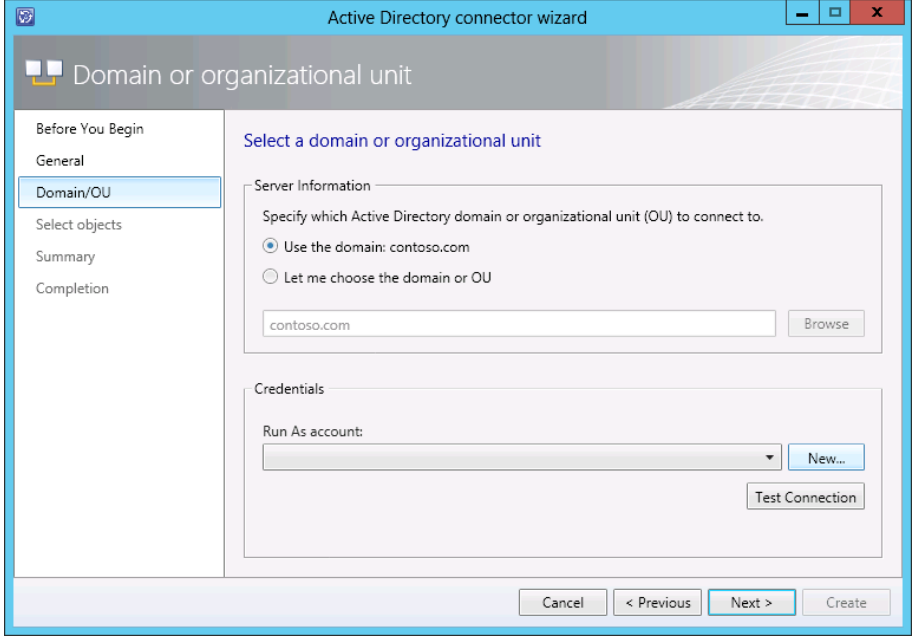 Active Directory connector wizard
Domain or organizational unit
Before You Begin
General
Domain/OU
Select objects
Summary
Completion
Select a domain or organizational unit
Server Information
Specify which Active Directory domain or organizational unit (OU) to connect to.
Use the domain: contoso.com
Let me choose the domain or OU
contoso.com
Browse
Credentials
Run As account:
New...
Test Connection
Cancel
< Previous
Next >
Create